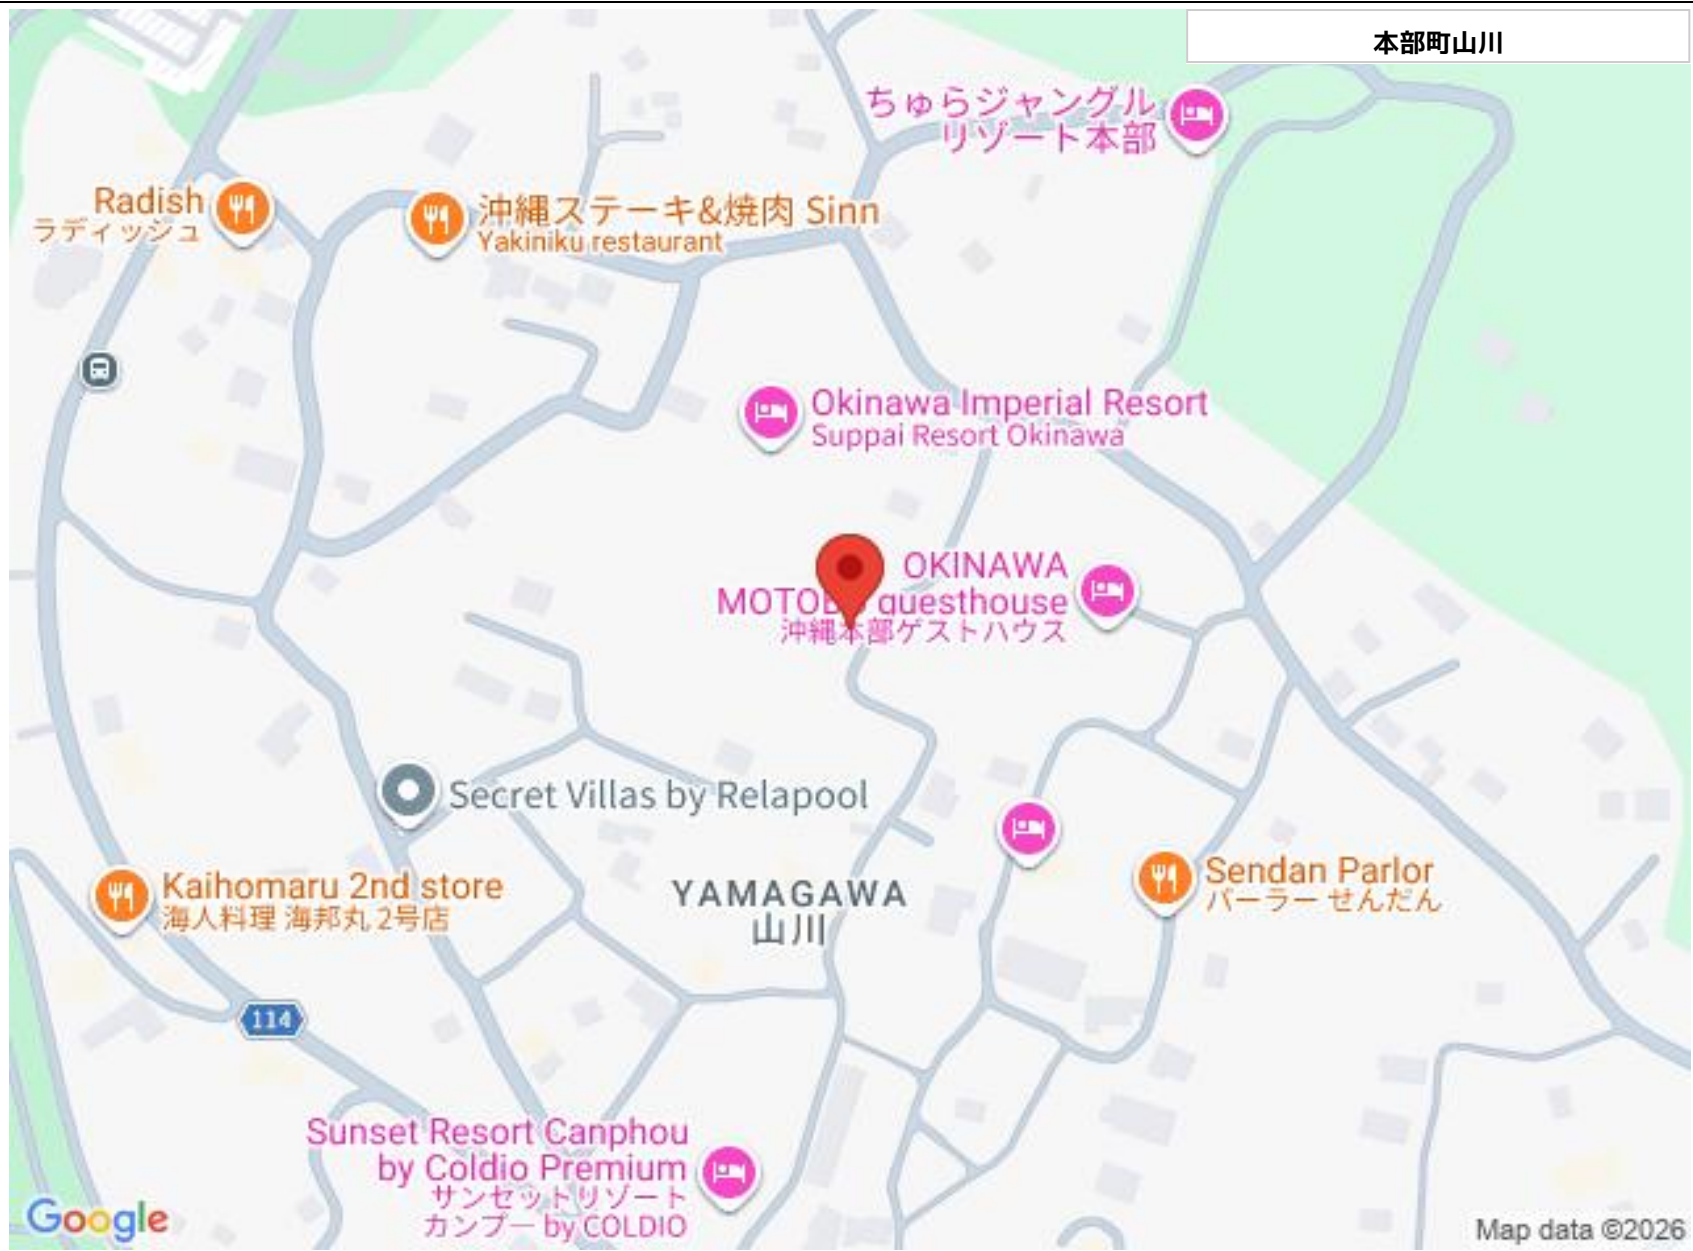 本部町山川
ちゅらジャングル
リゾート本部
Radish
ラディッシュ
沖縄ステーキ&焼肉 Sinn
Yakiniku restaurant
Okinawa Imperial Resort
Suppai Resort Okinawa
OKINAWA
guesthouse
沖縄本部ゲストハウス
Secret Villas by Relapool
Kaihomaru 2nd store
海人料理 海邦丸 2号店
YAMAGAWA
山川
Sendan Parlor
パーラー せんだん
114
Sunset Resort Canphou
by Coldio Premium
サンセットリゾート
カンプー by COLDIO
Google
Map data ©2026